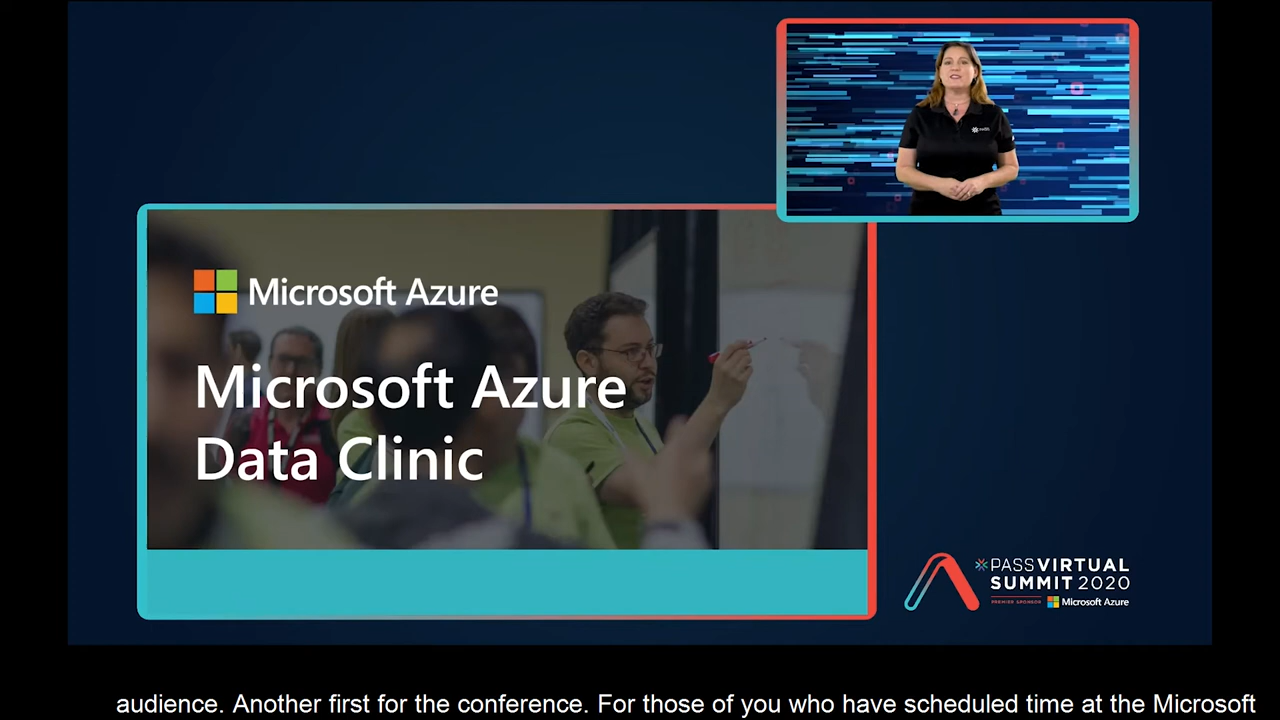 Microsoft Azure
Microsoft Azure
Data Clinic
PASS VIRTUAL
SUMMIT 2020
PREMIER SPONSOR Microsoft Azure
audience. Another first for the conference. For those of you who have scheduled time at the Microsoft